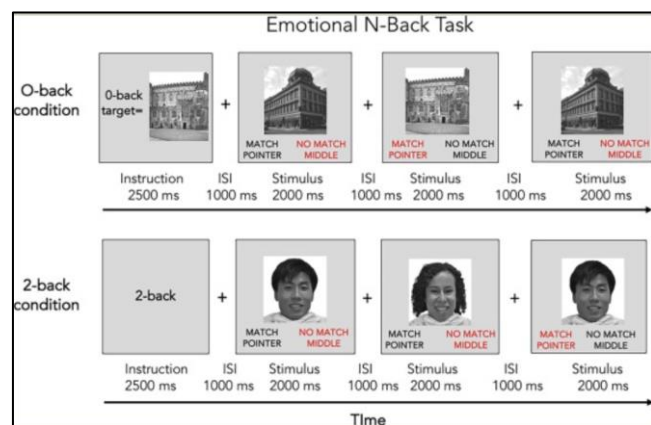 Emotional N-Back Task
O-back
condition
0-back
target=
+
MATCH NO MATCH
POINTER MIDDLE
+
MATCH NO MATCH
POINTER MIDDLE
+
MATCH NO MATCH
POINTER MIDDLE
Instruction ISI Stimulus ISI Stimulus ISI Stimulus
2500 ms 1000 ms 2000 ms 1000 ms 2000 ms 1000 ms 2000 ms
2-back
condition
2-back
+
MATCH NO MATCH
POINTER MIDDLE
+
MATCH NO MATCH
POINTER MIDDLE
+
MATCH NO MATCH
POINTER MIDDLE
Instruction ISI Stimulus ISI Stimulus ISI Stimulus
2500 ms 1000 ms 2000 ms 1000 ms 2000 ms 1000 ms 2000 ms
TIme